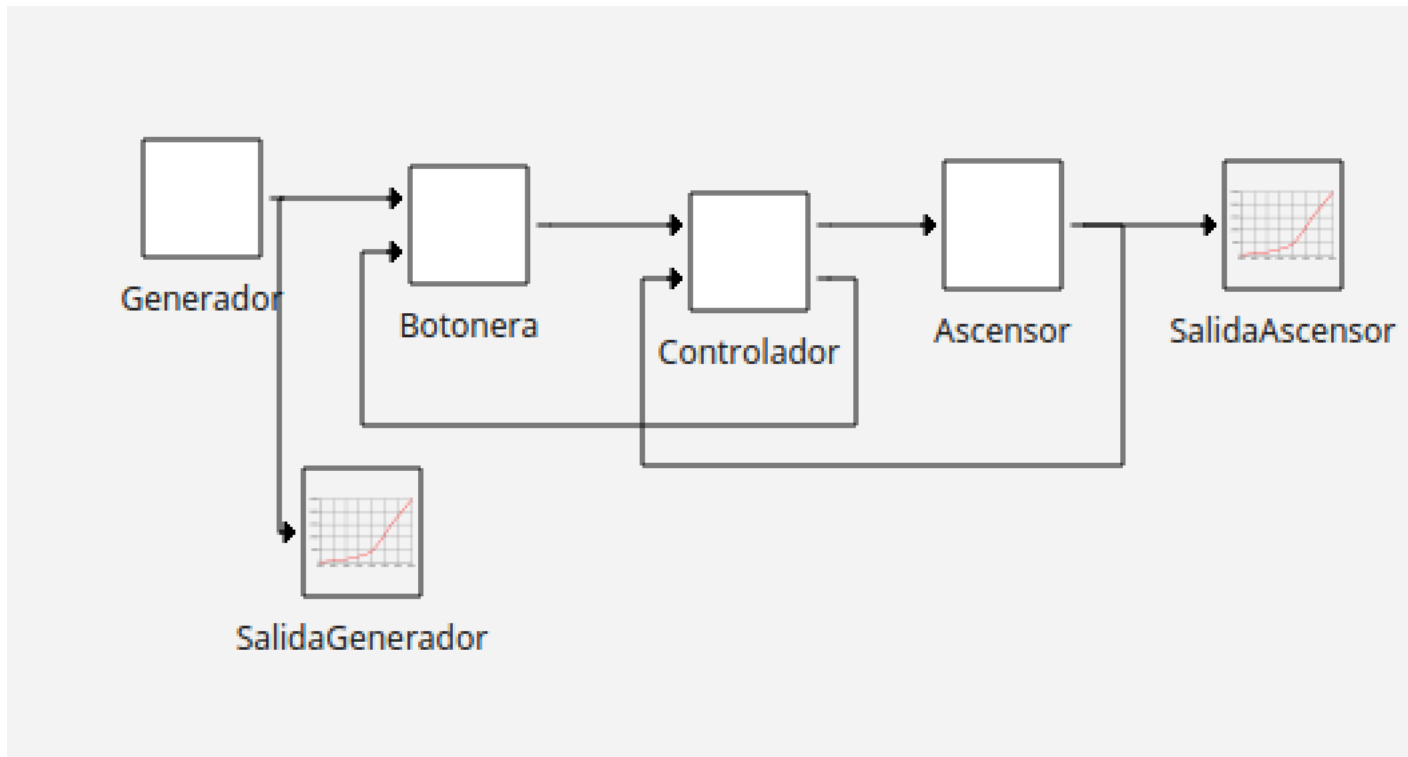 Generador
Botonera
Controlador
Ascensor
SalidaAscensor
SalidaGenerador